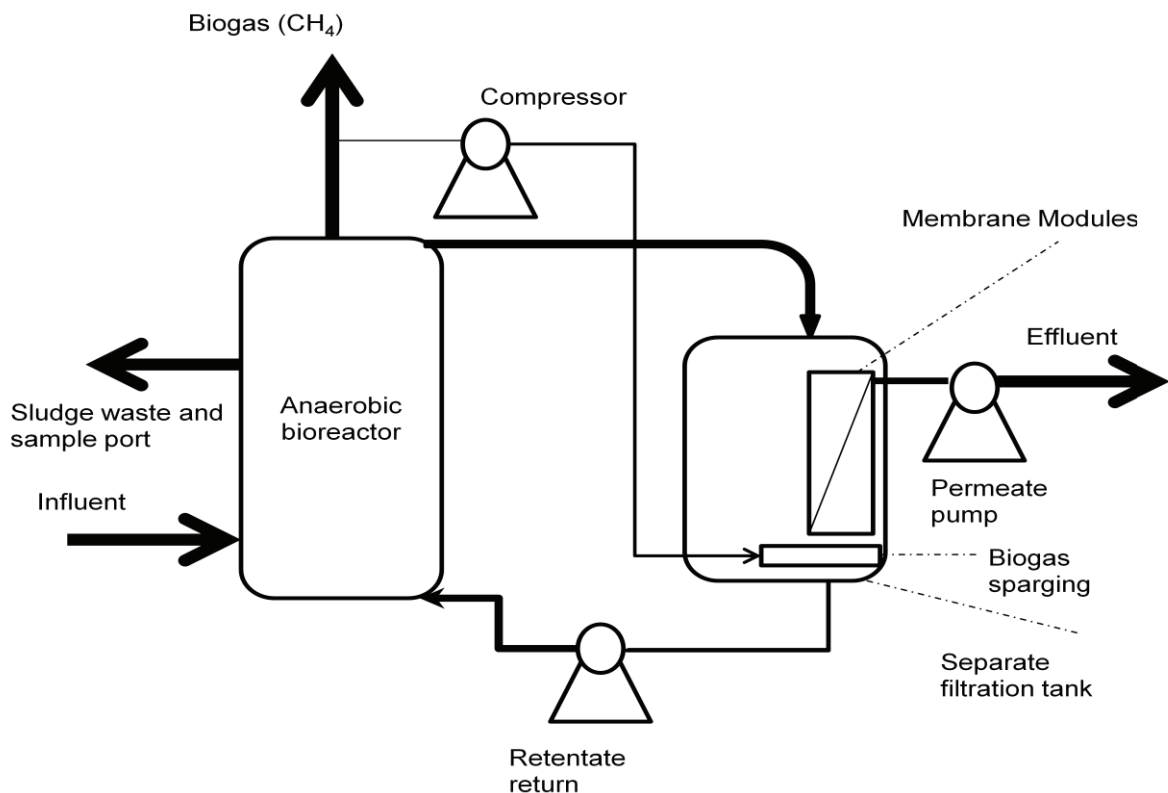 Biogas (CH₄)
Compressor
Membrane Modules
Effluent
Sludge waste and
sample port
Anaerobic
bioreactor
Influent
Permeate
pump
Biogas
sparging
Separate
filtration tank
Retentate
return